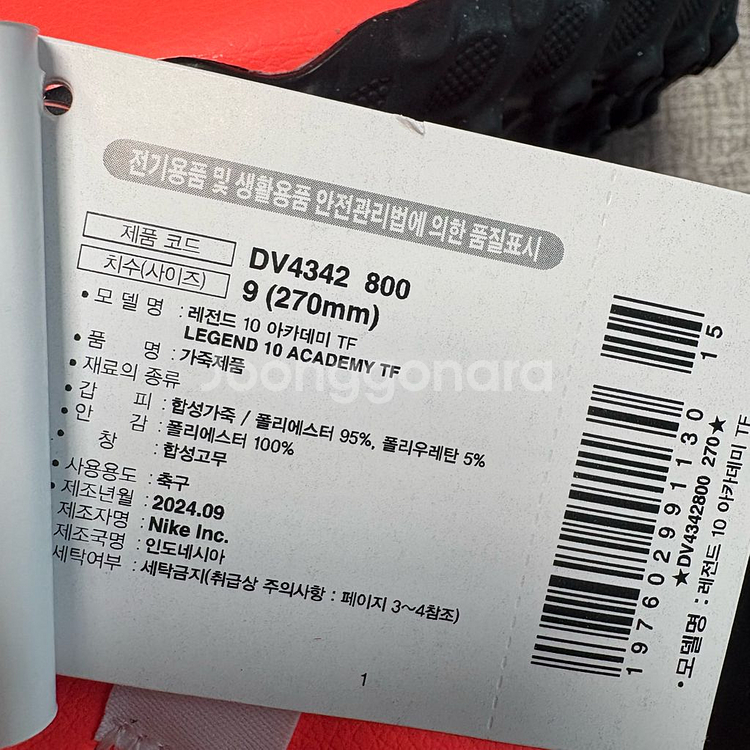 전기용품 및 생활용품 안전관리법에 의한 품질표시
제품 코드 DV4342 800
치수(사이즈) 9 (270mm)
• 모 델 명 : 레전드 10 아카데미 TF
LEGEND 10 ACADEMY TF
• 품 명 : 가죽제품
• 재료의 종류
• 갑 피 : 합성가죽 / 폴리에스터 95%, 폴리우레탄 5%
• 안 감 : 폴리에스터 100%
• 창 : 합성고무
• 사용용도 : 축구
• 제조년월 : 2024.09
제조자명 : Nike Inc.
제조국명 : 인도네시아
세탁여부 : 세탁금지(취급상 주의사항 : 페이지 3~4참조)
1
Joonggonara
15
197602991130
★DV4342800 270★
• 모델명 : 레전드 10 아카데미 TF